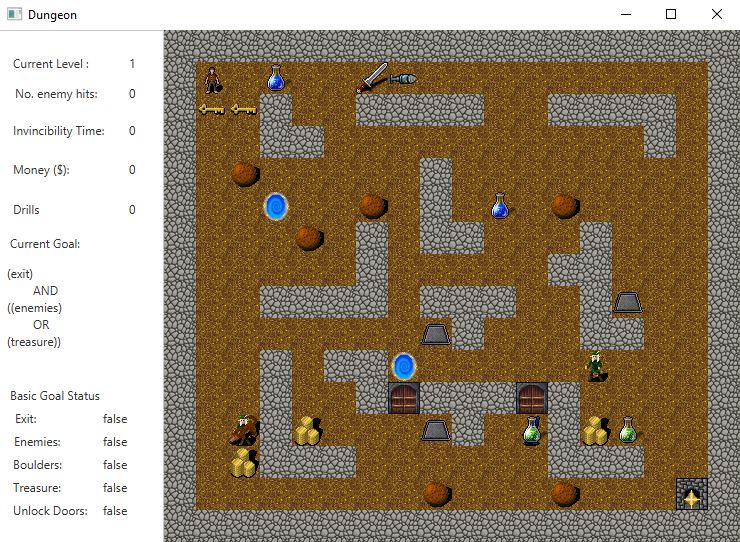 Dungeon
Current Level : 1
No. enemy hits: 0
Invincibility Time: 0
Money ($): 0
Drills 0
Current Goal:
(exit)
AND
((enemies)
OR
(treasure))
Basic Goal Status
Exit: false
Enemies: false
Boulders: false
Treasure: false
Unlock Doors: false